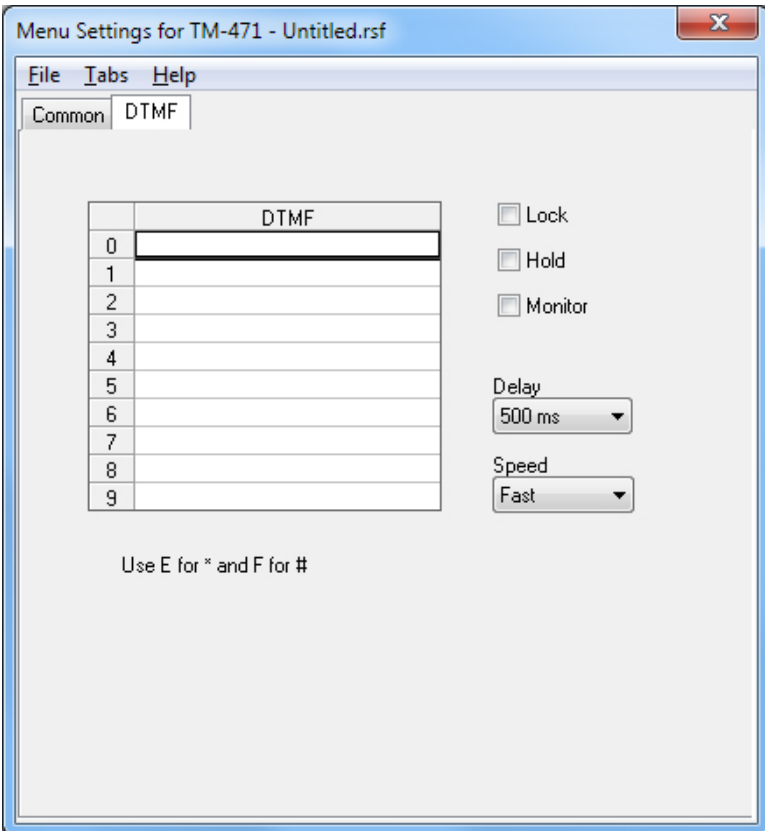 Menu Settings for TM-471 - Untitled.rsf
X
File Tabs Help
Common DTMF
DTMF
0
1
2
3
4
5
6
7
8
9
Lock
Hold
Monitor
Delay
500 ms
Speed
Fast
Use E for * and F for #